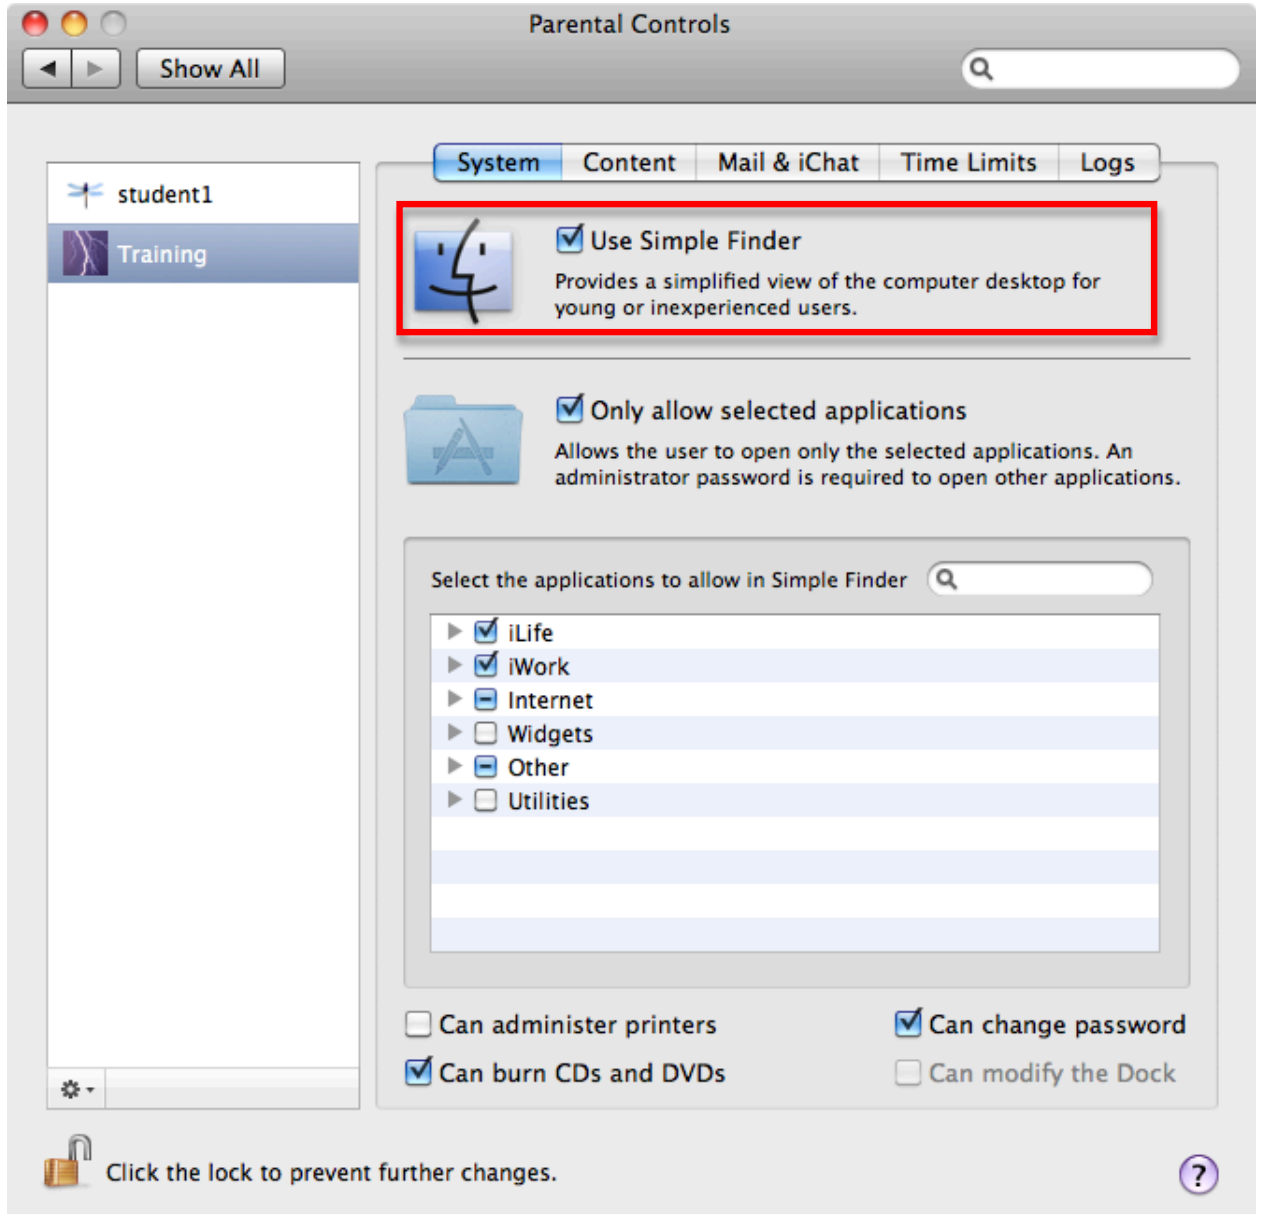 Parental Controls
Show All
student1
Training
System Content Mail & iChat Time Limits Logs
Use Simple Finder
Provides a simplified view of the computer desktop for
young or inexperienced users.
Only allow selected applications
Allows the user to open only the selected applications. An
administrator password is required to open other applications.
Select the applications to allow in Simple Finder
iLife
iWork
Internet
Widgets
Other
Utilities
Can administer printers
Can change password
Can burn CDs and DVDs
Can modify the Dock
Click the lock to prevent further changes.
?